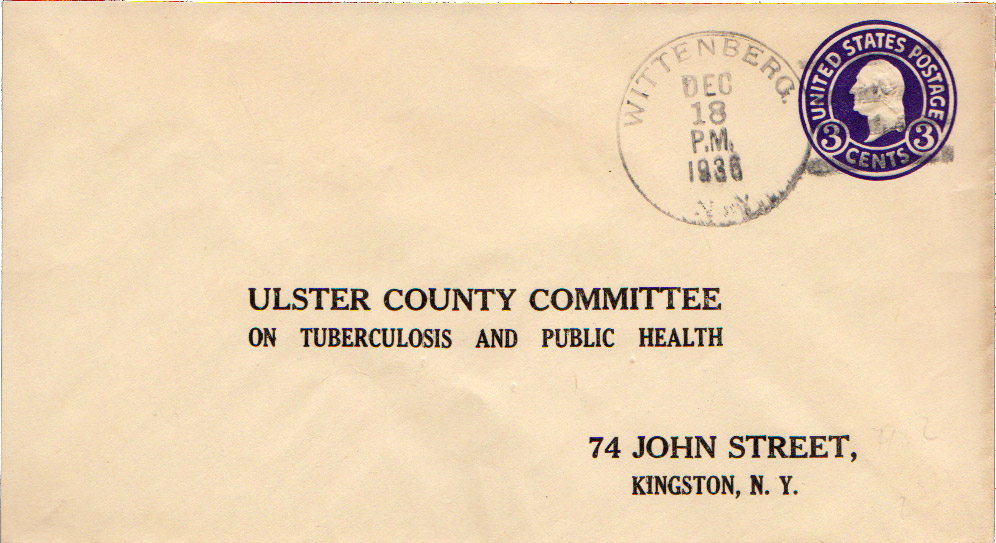 WITTENBERG.
DEC
18
P.M.
1936
Y.
UNITED STATES POSTAGE
3 3
CENTS
ULSTER COUNTY COMMITTEE
ON TUBERCULOSIS AND PUBLIC HEALTH
74 JOHN STREET,
KINGSTON, N. Y.